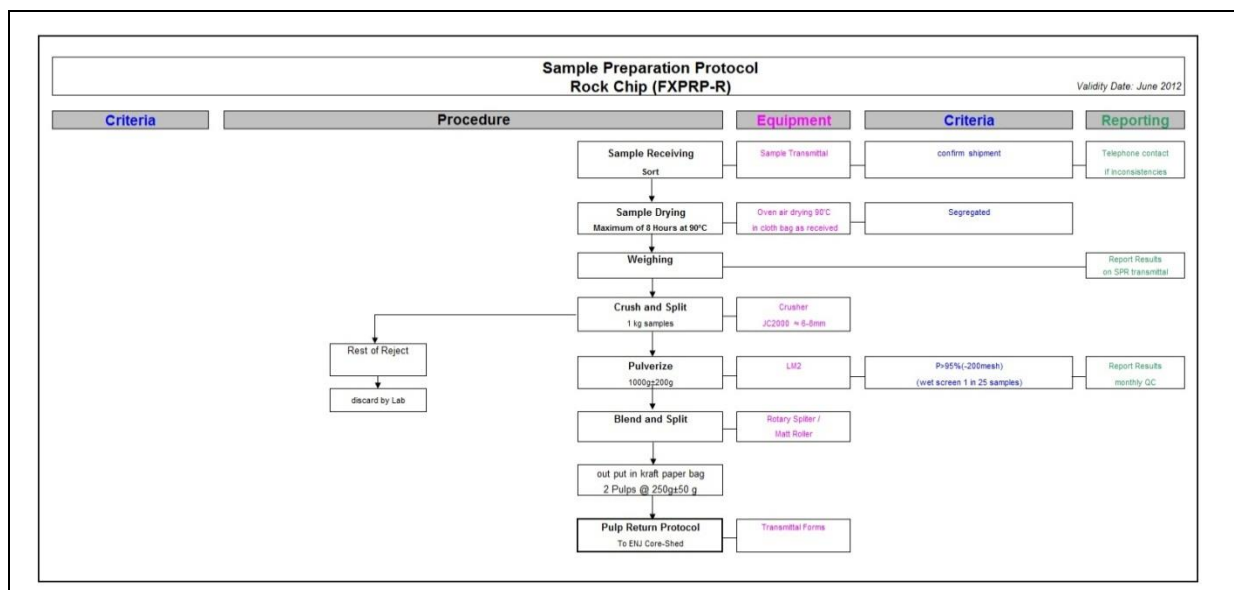 Sample Preparation Protocol
Rock Chip (FXPRP-R)
Validity Date: June 2012
Criteria
Procedure
Equipment
Criteria
Reporting
Sample Receiving
Sort
Sample Transmittal
confirm shipment
Telephone contact
if inconsistencies
Sample Drying
Maximum of 8 Hours at 90ºC
Oven air drying 90'C
in cloth bag as received
Segregated
Weighing
Report Results
on SPR transmittal
Crush and Split
1 kg samples
Crusher
JC2000 ≈ 6-8mm
Rest of Reject
discard by Lab
Pulverize
1000g±200g
LM2
P>95%(-200mesh)
(wet screen 1 in 25 samples)
Report Results
monthly QC
Blend and Split
Rotary Spliter /
Matt Roller
out put in kraft paper bag
2 Pulps @ 250g±50 g
Pulp Return Protocol
To ENJ Core-Shed
Transmittal Forms